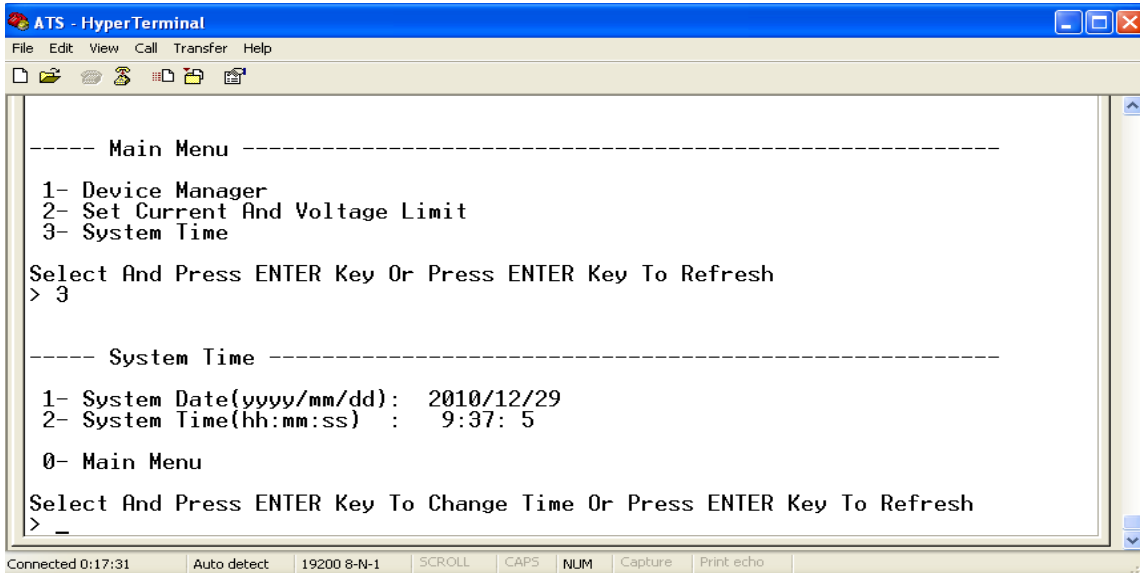 ATS - HyperTerminal
File Edit View Call Transfer Help
----- Main Menu ---------------------------------------------------------
1- Device Manager
2- Set Current And Voltage Limit
3- System Time
Select And Press ENTER Key Or Press ENTER Key To Refresh
> 3
----- System Time -------------------------------------------------------
1- System Date(yyyy/mm/dd):  2010/12/29
2- System Time(hh:mm:ss)  :   9:37: 5
0- Main Menu
Select And Press ENTER Key To Change Time Or Press ENTER Key To Refresh
> _
Connected 0:17:31 Auto detect 19200 8-N-1 SCROLL CAPS NUM Capture Print echo